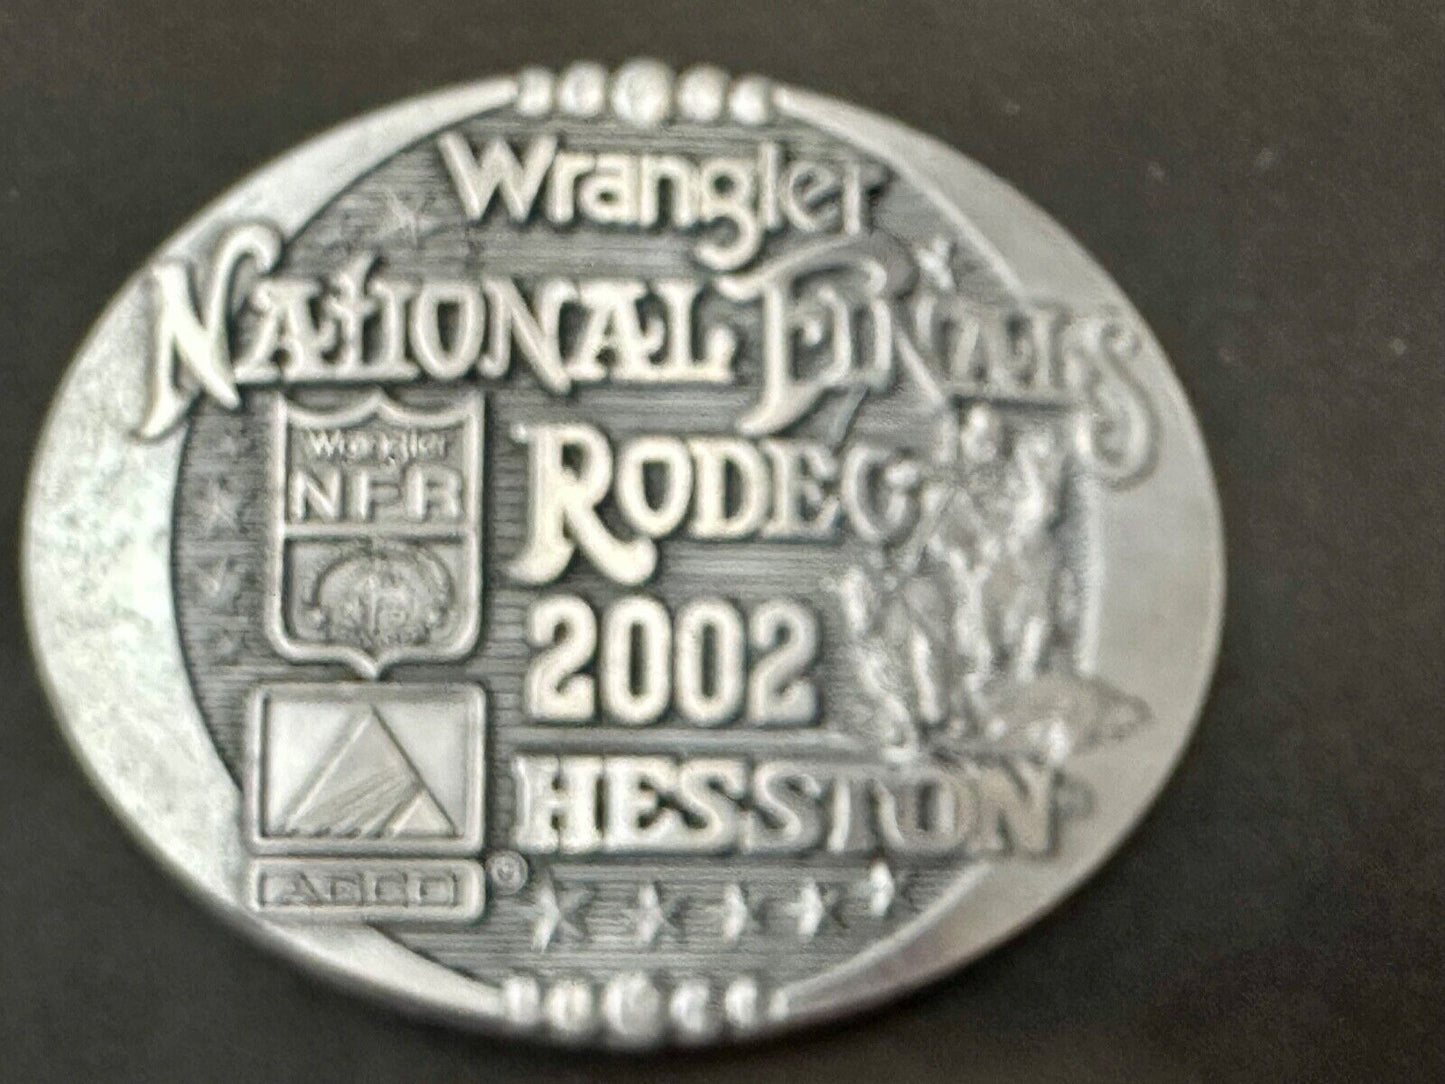 Wrangler
NATIONAL FINALS
Wrangler
NFR
RODEO
2002
HESSTON
AGCO ®